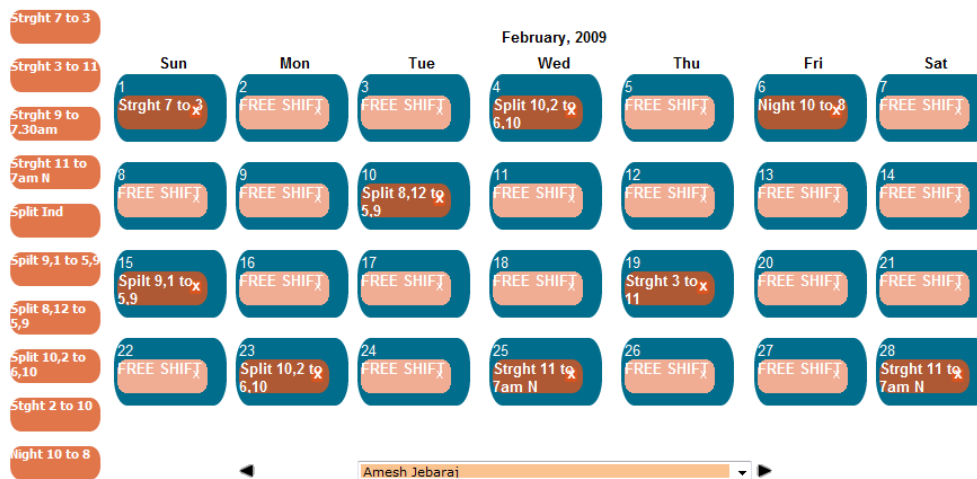 Strght 7 to 3
Strght 3 to 11
Strght 9 to
7.30am
Strght 11 to
7am N
Split Ind
Spilt 9,1 to 5,9
Split 8,12 to
5,9
Split 10,2 to
6,10
Stght 2 to 10
Night 10 to 8
February, 2009
Sun Mon Tue Wed Thu Fri Sat
1 2 3 4 5 6 7
Strght 7 to 3 x FREE SHIFT x FREE SHIFT x Split 10,2 to x FREE SHIFT x Night 10 to 8 x FREE SHIFT x
6,10
8 9 10 11 12 13 14
FREE SHIFT x FREE SHIFT x Split 8,12 to x FREE SHIFT x FREE SHIFT x FREE SHIFT x FREE SHIFT x
5,9
15 16 17 18 19 20 21
Spilt 9,1 to x FREE SHIFT x FREE SHIFT x FREE SHIFT x Strght 3 to x FREE SHIFT x FREE SHIFT x
5,9 11
22 23 24 25 26 27 28
FREE SHIFT x Split 10,2 to x FREE SHIFT x Strght 11 to x FREE SHIFT x FREE SHIFT x Strght 11 to x
6,10 7am N 7am N
Amesh Jebaraj